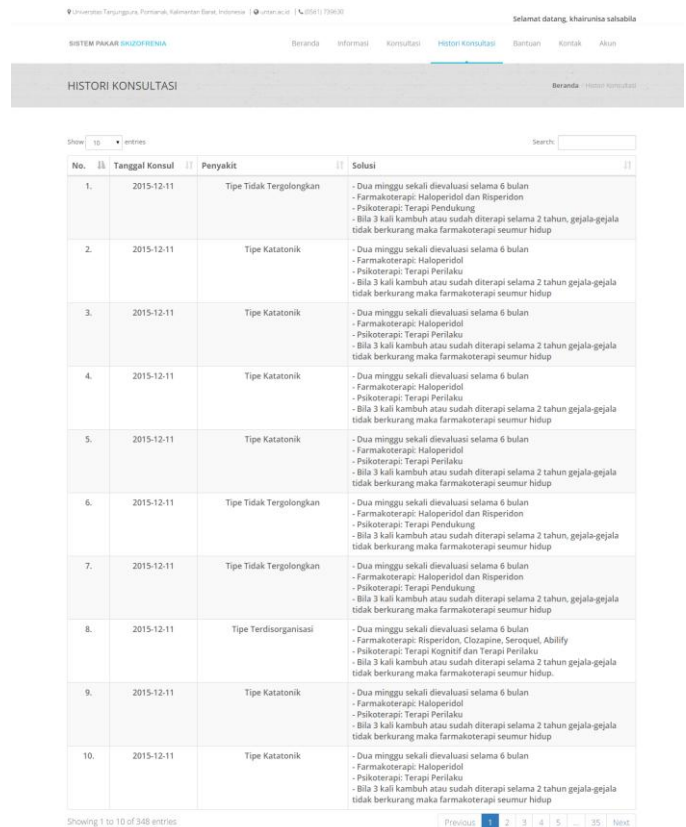 Universitas Tanjungpura, Pontianak, Kalimantan Barat, Indonesia | untan.ac.id | (0561) 739630
Selamat datang, khairunisa salsabila
SISTEM PAKAR SKIZOFRENIA Beranda Informasi Konsultasi Histori Konsultasi Bantuan Kontak Akun
HISTORI KONSULTASI Beranda / Histori Konsultasi
Show 10 entries Search:
No. Tanggal Konsul Penyakit Solusi
1. 2015-12-11 Tipe Tidak Tergolongkan - Dua minggu sekali dievaluasi selama 6 bulan
- Farmakoterapi: Haloperidol dan Risperidon
- Psikoterapi: Terapi Pendukung
- Bila 3 kali kambuh atau sudah diterapi selama 2 tahun, gejala-gejala
tidak berkurang maka farmakoterapi seumur hidup
2. 2015-12-11 Tipe Katatonik - Dua minggu sekali dievaluasi selama 6 bulan
- Farmakoterapi: Haloperidol
- Psikoterapi: Terapi Perilaku
- Bila 3 kali kambuh atau sudah diterapi selama 2 tahun gejala-gejala
tidak berkurang maka farmakoterapi seumur hidup
3. 2015-12-11 Tipe Katatonik - Dua minggu sekali dievaluasi selama 6 bulan
- Farmakoterapi: Haloperidol
- Psikoterapi: Terapi Perilaku
- Bila 3 kali kambuh atau sudah diterapi selama 2 tahun gejala-gejala
tidak berkurang maka farmakoterapi seumur hidup
4. 2015-12-11 Tipe Katatonik - Dua minggu sekali dievaluasi selama 6 bulan
- Farmakoterapi: Haloperidol
- Psikoterapi: Terapi Perilaku
- Bila 3 kali kambuh atau sudah diterapi selama 2 tahun gejala-gejala
tidak berkurang maka farmakoterapi seumur hidup
5. 2015-12-11 Tipe Katatonik - Dua minggu sekali dievaluasi selama 6 bulan
- Farmakoterapi: Haloperidol
- Psikoterapi: Terapi Perilaku
- Bila 3 kali kambuh atau sudah diterapi selama 2 tahun gejala-gejala
tidak berkurang maka farmakoterapi seumur hidup
6. 2015-12-11 Tipe Tidak Tergolongkan - Dua minggu sekali dievaluasi selama 6 bulan
- Farmakoterapi: Haloperidol dan Risperidon
- Psikoterapi: Terapi Pendukung
- Bila 3 kali kambuh atau sudah diterapi selama 2 tahun, gejala-gejala
tidak berkurang maka farmakoterapi seumur hidup
7. 2015-12-11 Tipe Tidak Tergolongkan - Dua minggu sekali dievaluasi selama 6 bulan
- Farmakoterapi: Haloperidol dan Risperidon
- Psikoterapi: Terapi Pendukung
- Bila 3 kali kambuh atau sudah diterapi selama 2 tahun, gejala-gejala
tidak berkurang maka farmakoterapi seumur hidup
8. 2015-12-11 Tipe Terdisorganisasi - Dua minggu sekali dievaluasi selama 6 bulan
- Farmakoterapi: Risperidon, Clozapine, Seroquel, Abilify
- Psikoterapi: Terapi Kognitif dan Terapi Perilaku
- Bila 3 kali kambuh atau sudah diterapi selama 2 tahun gejala-gejala
tidak berkurang maka farmakoterapi seumur hidup.
9. 2015-12-11 Tipe Katatonik - Dua minggu sekali dievaluasi selama 6 bulan
- Farmakoterapi: Haloperidol
- Psikoterapi: Terapi Perilaku
- Bila 3 kali kambuh atau sudah diterapi selama 2 tahun gejala-gejala
tidak berkurang maka farmakoterapi seumur hidup
10. 2015-12-11 Tipe Katatonik - Dua minggu sekali dievaluasi selama 6 bulan
- Farmakoterapi: Haloperidol
- Psikoterapi: Terapi Perilaku
- Bila 3 kali kambuh atau sudah diterapi selama 2 tahun gejala-gejala
tidak berkurang maka farmakoterapi seumur hidup
Showing 1 to 10 of 348 entries Previous 1 2 3 4 5 ... 35 Next